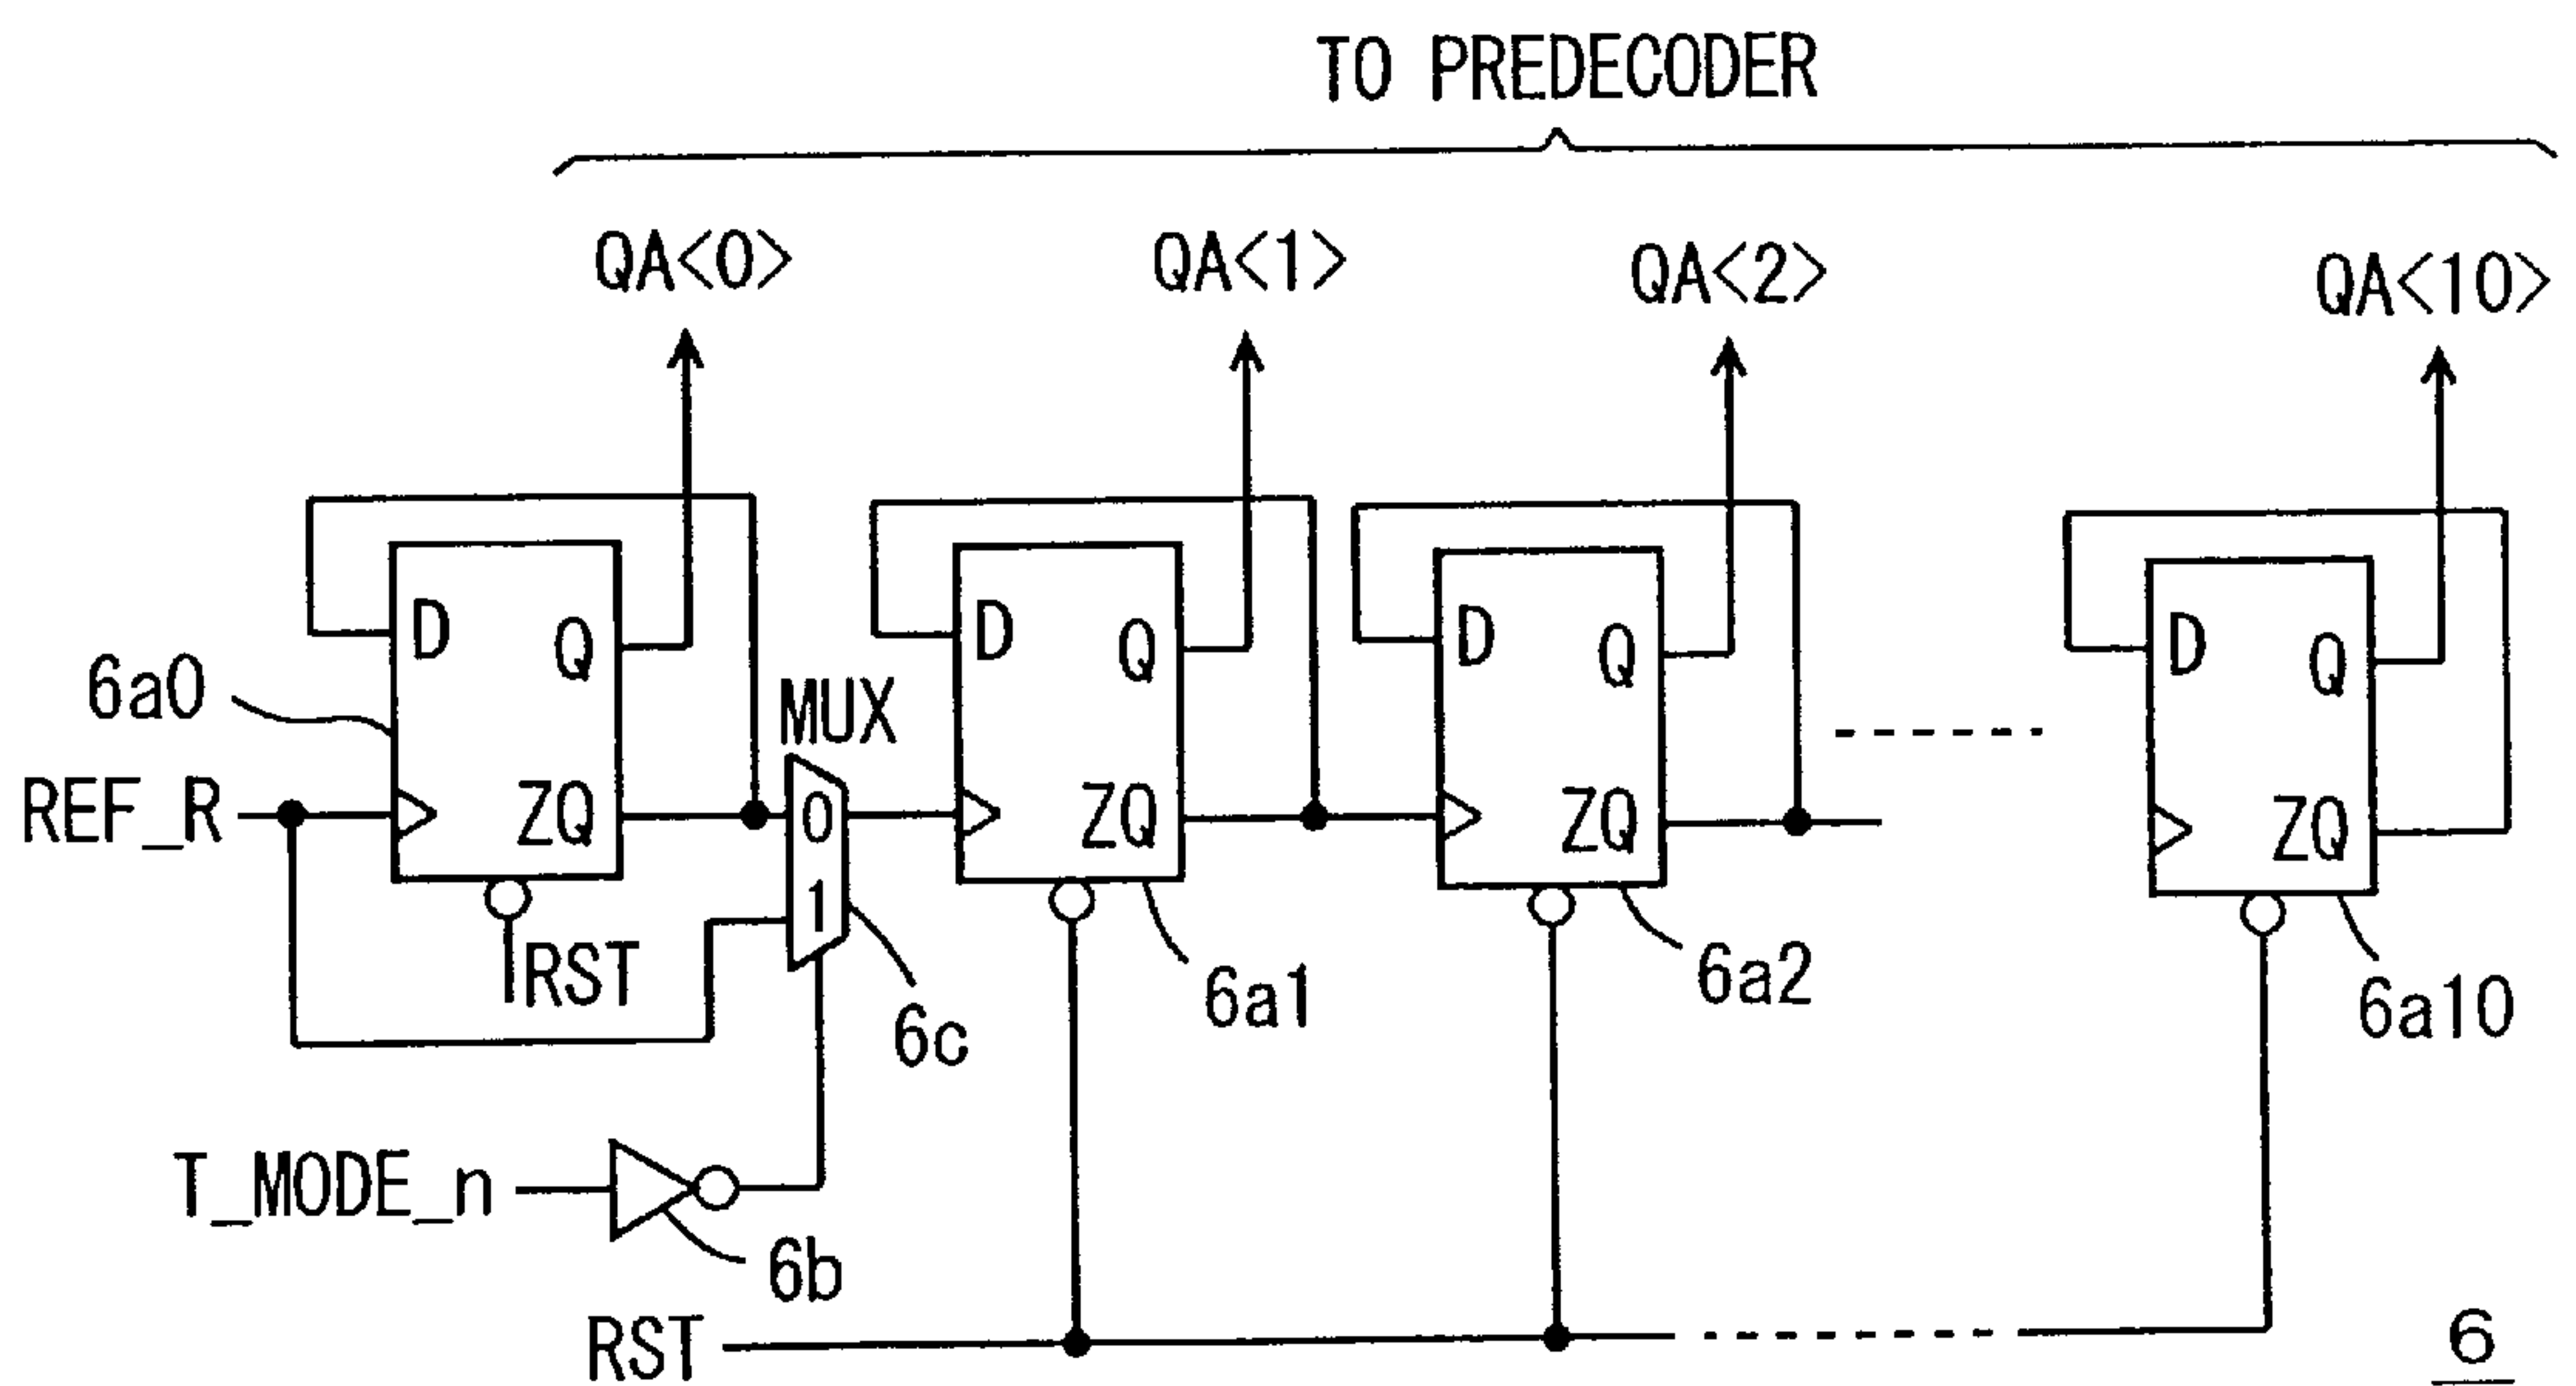 TO PREDECODER
QA<0>
QA<1>
QA<2>
QA<10>
D
Q
ZQ
6a0
REF_R
RST
MUX
0
1
6c
D
Q
ZQ
6a1
D
Q
ZQ
6a2
D
Q
ZQ
6a10
T_MODE_n
6b
RST
6